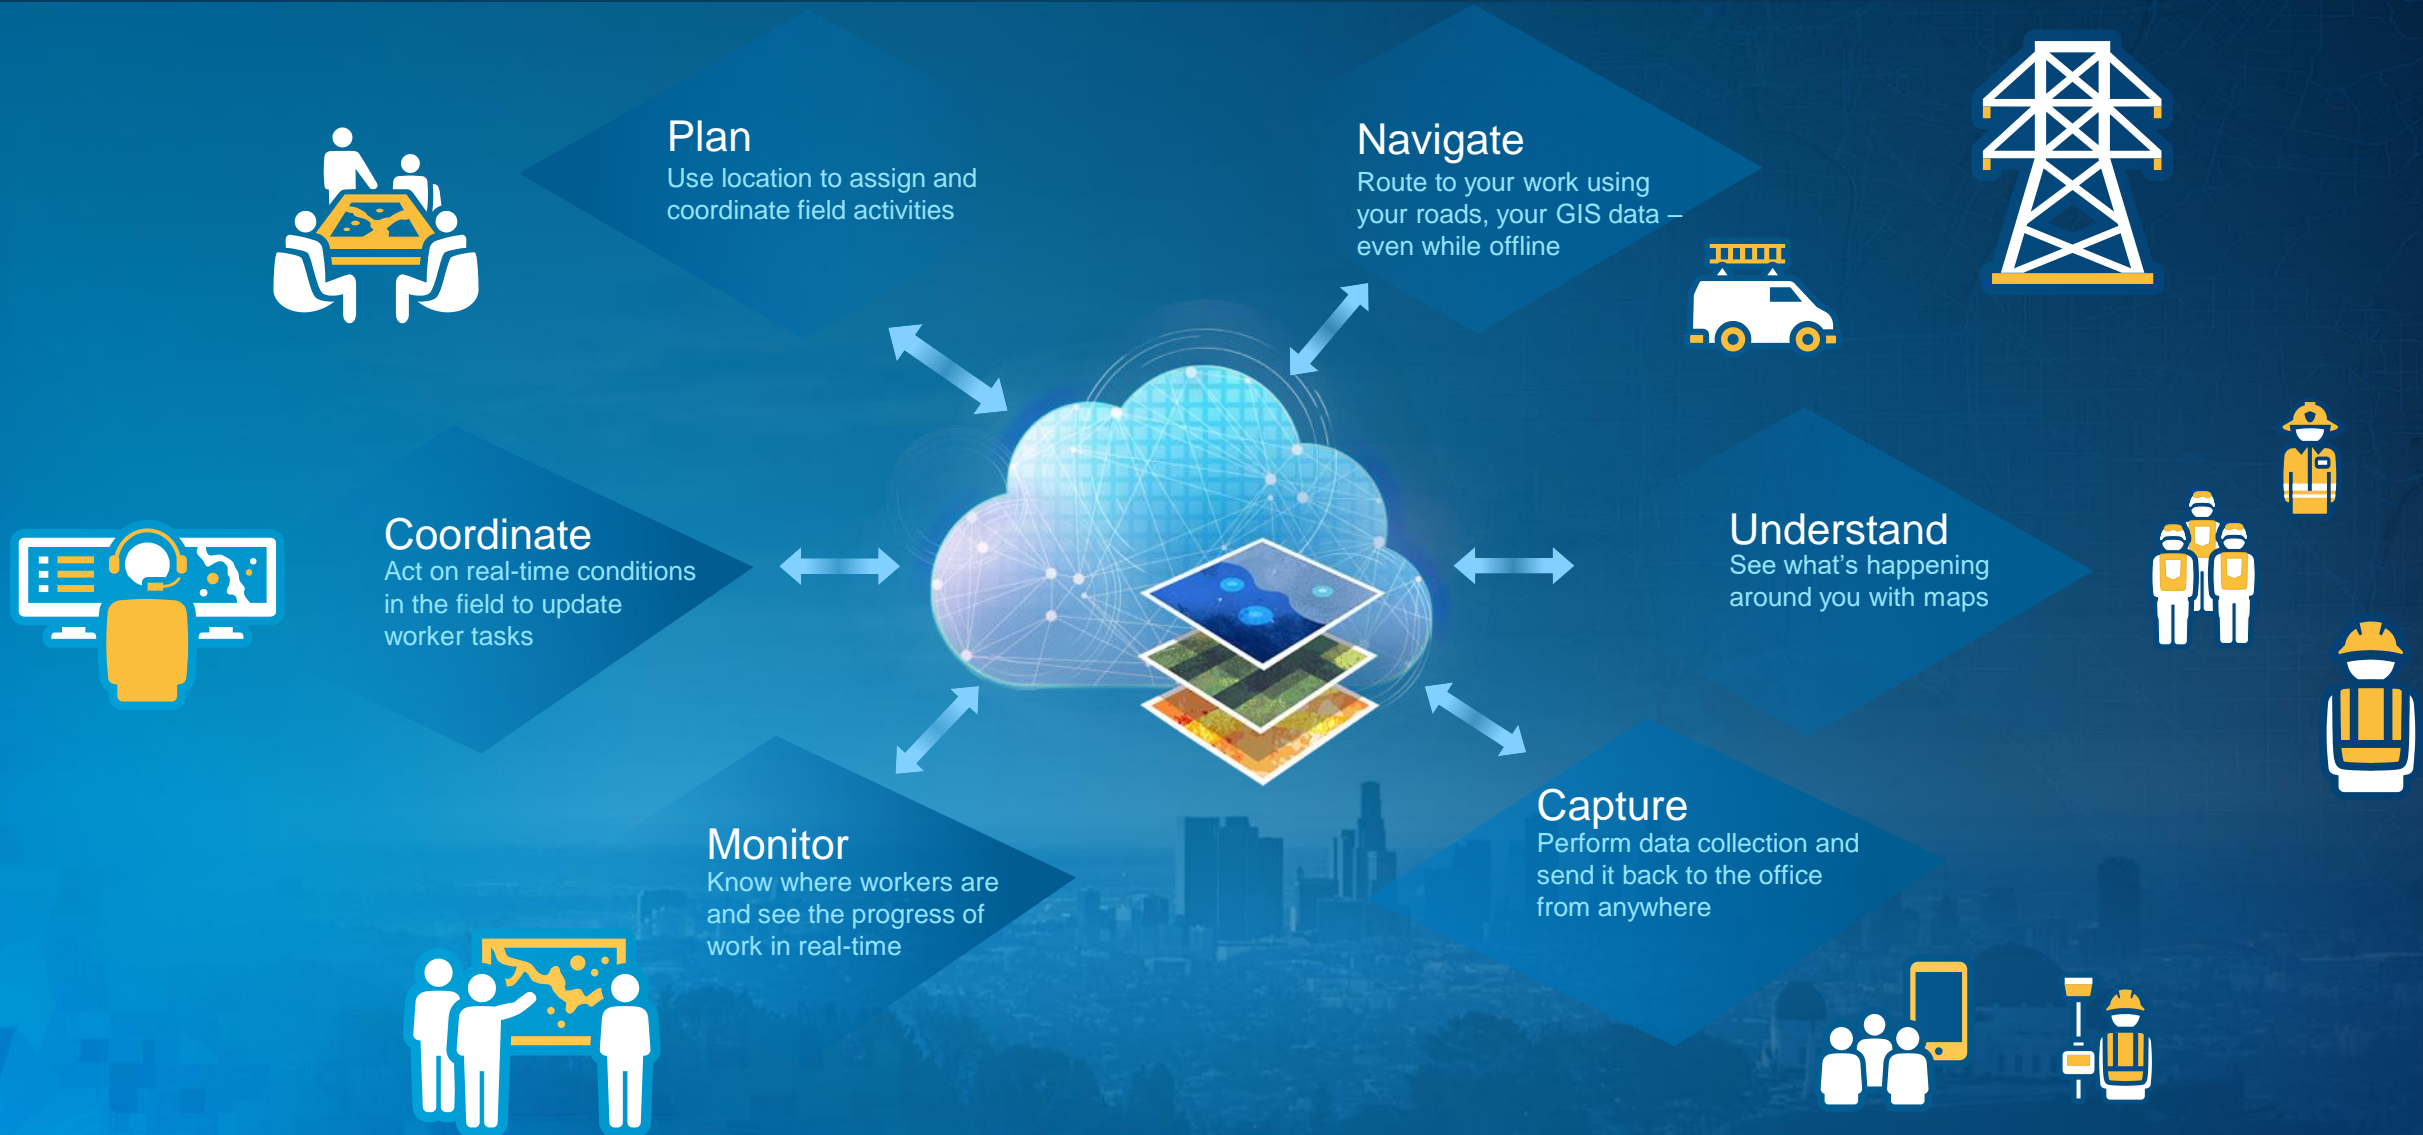 Plan
Use location to assign and
coordinate field activities
Navigate
Route to your work using
your roads, your GIS data –
even while offline
Coordinate
Act on real-time conditions
in the field to update
worker tasks
Understand
See what’s happening
around you with maps
Monitor
Know where workers are
and see the progress of
work in real-time
Capture
Perform data collection and
send it back to the office
from anywhere